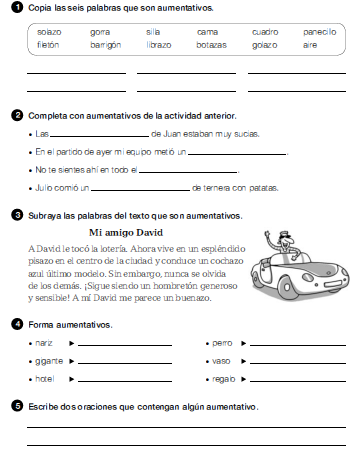 1 Copia las seis palabras que son aumentativos.
solazo gorra silla cama cuadro panecillo
filetón barrigón librazo botazas golazo aire
2 Completa con aumentativos de la actividad anterior.
• Las de Juan estaban muy sucias.
• En el partido de ayer mi equipo metió un .
• No te sientes ahí en todo el .
• Julio comió un de ternera con patatas.
3 Subraya las palabras del texto que son aumentativos.
Mi amigo David
A David le tocó la lotería. Ahora vive en un espléndido
pisazo en el centro de la ciudad y conduce un cochazo
azul último modelo. Sin embargo, nunca se olvida
de los demás. ¡Sigue siendo un hombretón generoso
y sensible! A mí David me parece un buenazo.
4 Forma aumentativos.
• nariz ▶ • perro ▶
• gigante ▶ • vaso ▶
• hotel ▶ • regalo ▶
5 Escribe dos oraciones que contengan algún aumentativo.